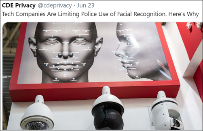 CDE Privacy @cdeprivacy · Jun 23
Tech Companies Are Limiting Police Use of Facial Recognition. Here's Why